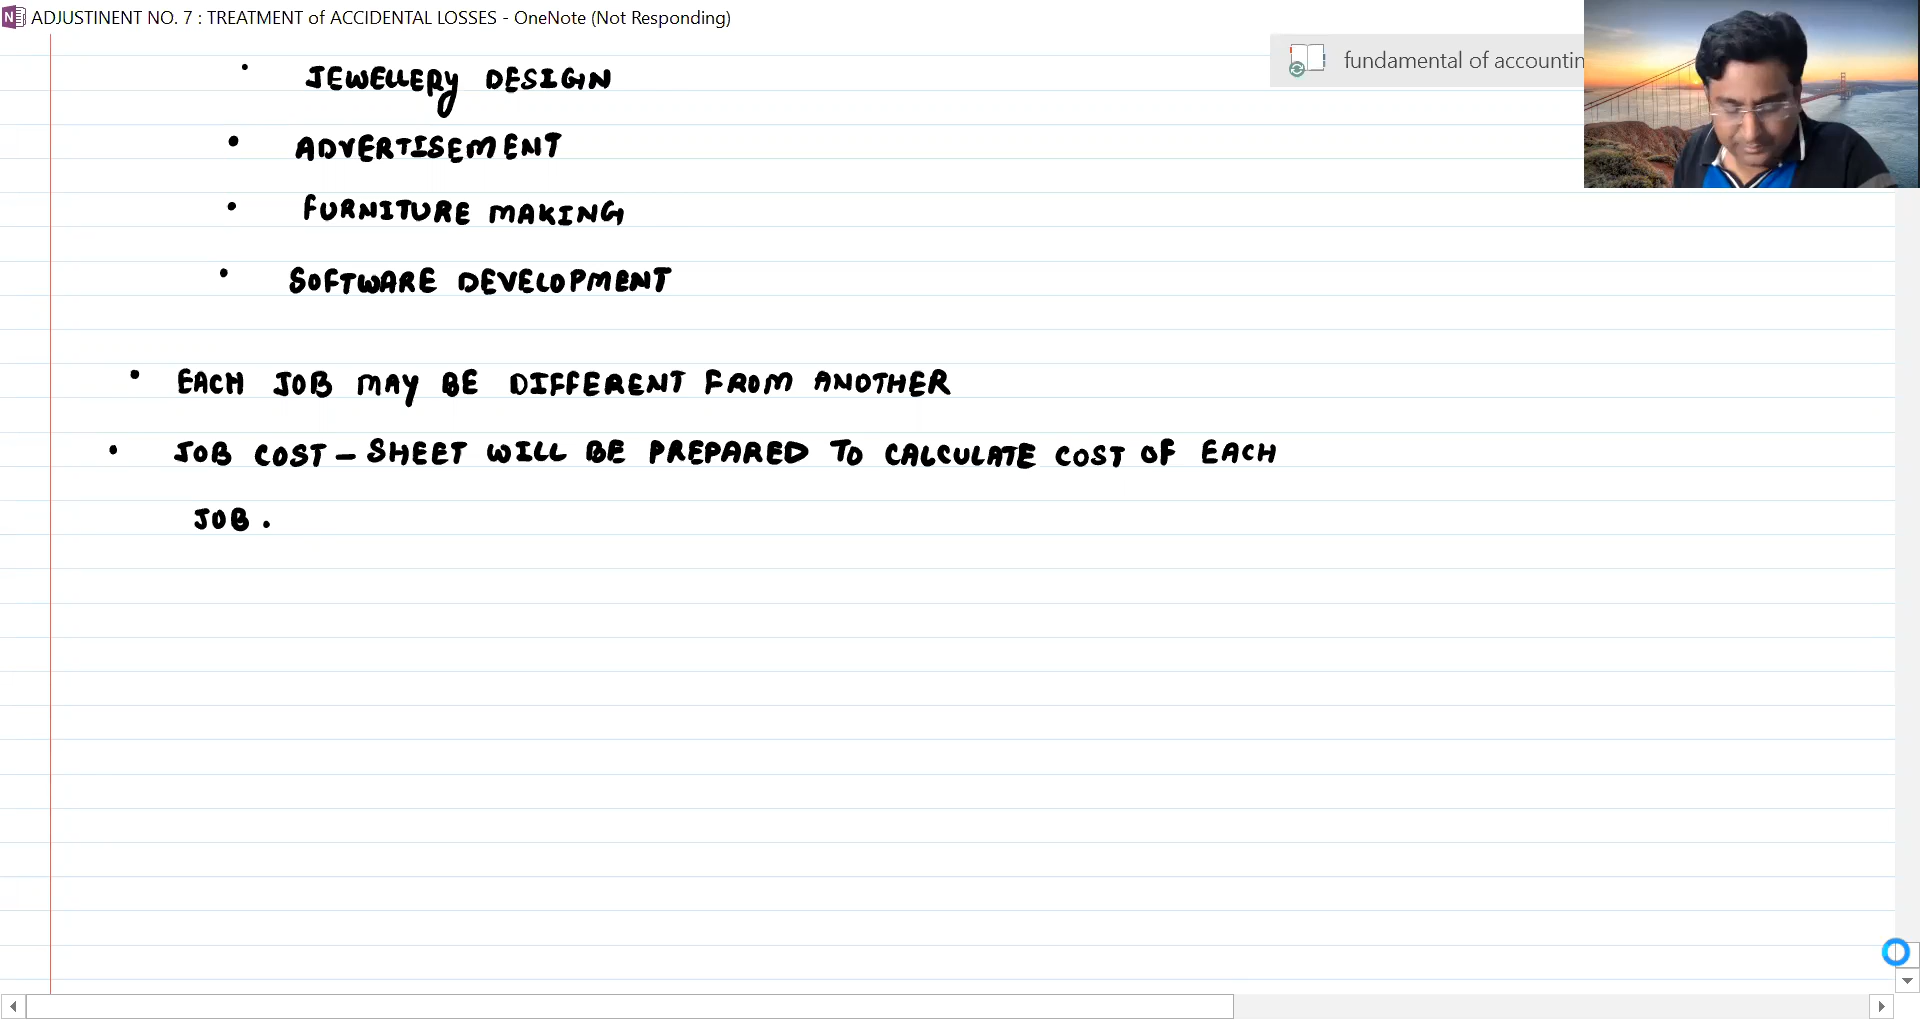 ADJUSTINENT NO. 7 : TREATMENT of ACCIDENTAL LOSSES - OneNote (Not Responding)
fundamental of accountin
• JEWELLERY DESIGN
• ADVERTISEMENT
• FURNITURE MAKING
• SOFTWARE DEVELOPMENT
• EACH JOB MAY BE DIFFERENT FROM ANOTHER
• JOB COST - SHEET WILL BE PREPARED TO CALCULATE COST OF EACH
JOB.